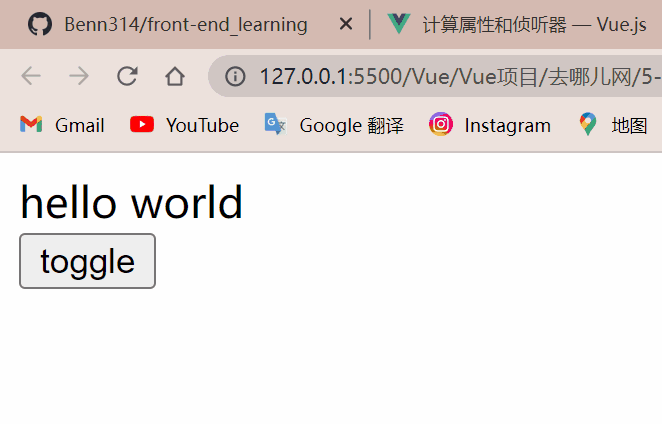 Benn314/front-end_learning 计算属性和侦听器 — Vue.js
127.0.0.1:5500/Vue/Vue项目/去哪儿网/5-
Gmail YouTube Google 翻译 Instagram 地图
hello world
toggle